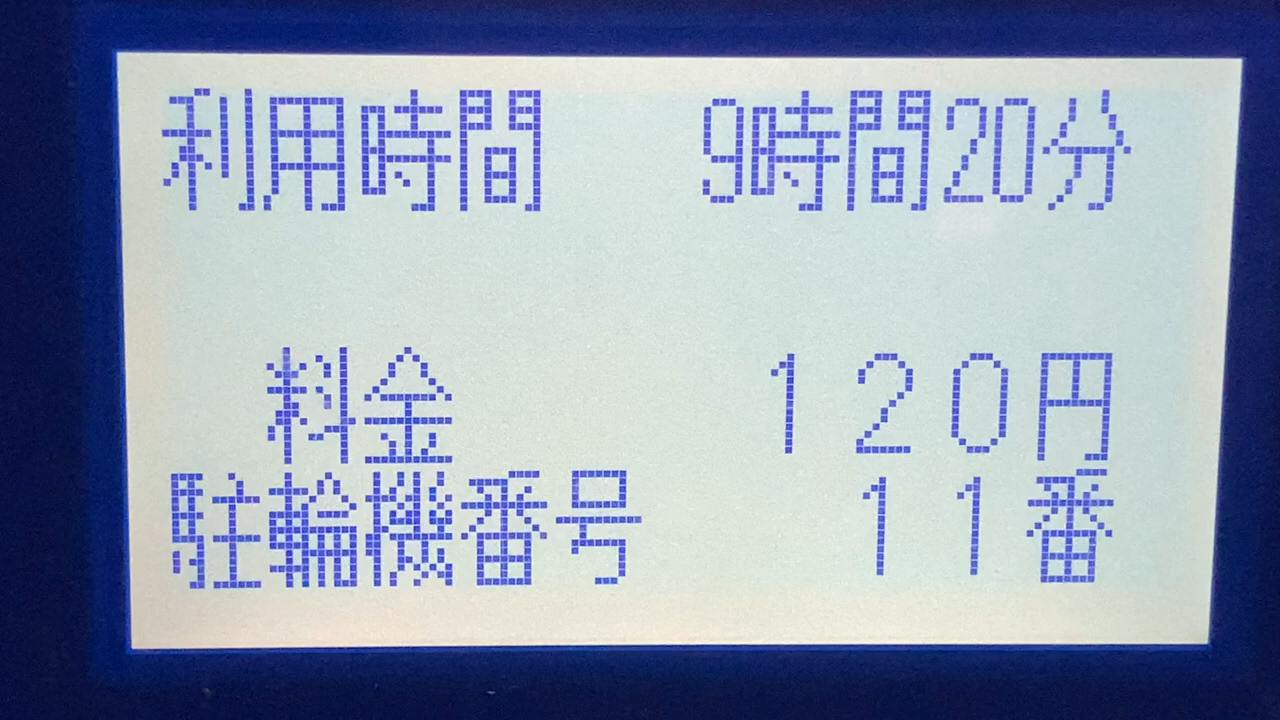 利用時間 9時間20分
料金 120円
駐輪機番号 11番